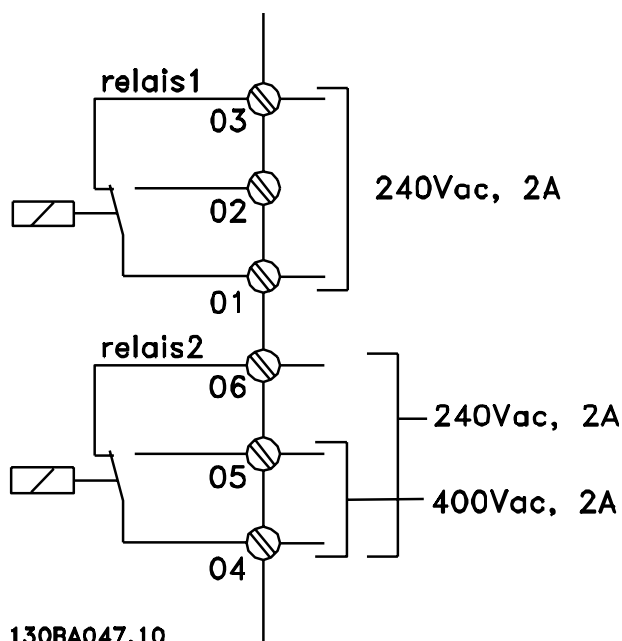 relais1
03
240Vac, 2A
02
01
relais2
06
240Vac, 2A
05
400Vac, 2A
04
130BA047.10